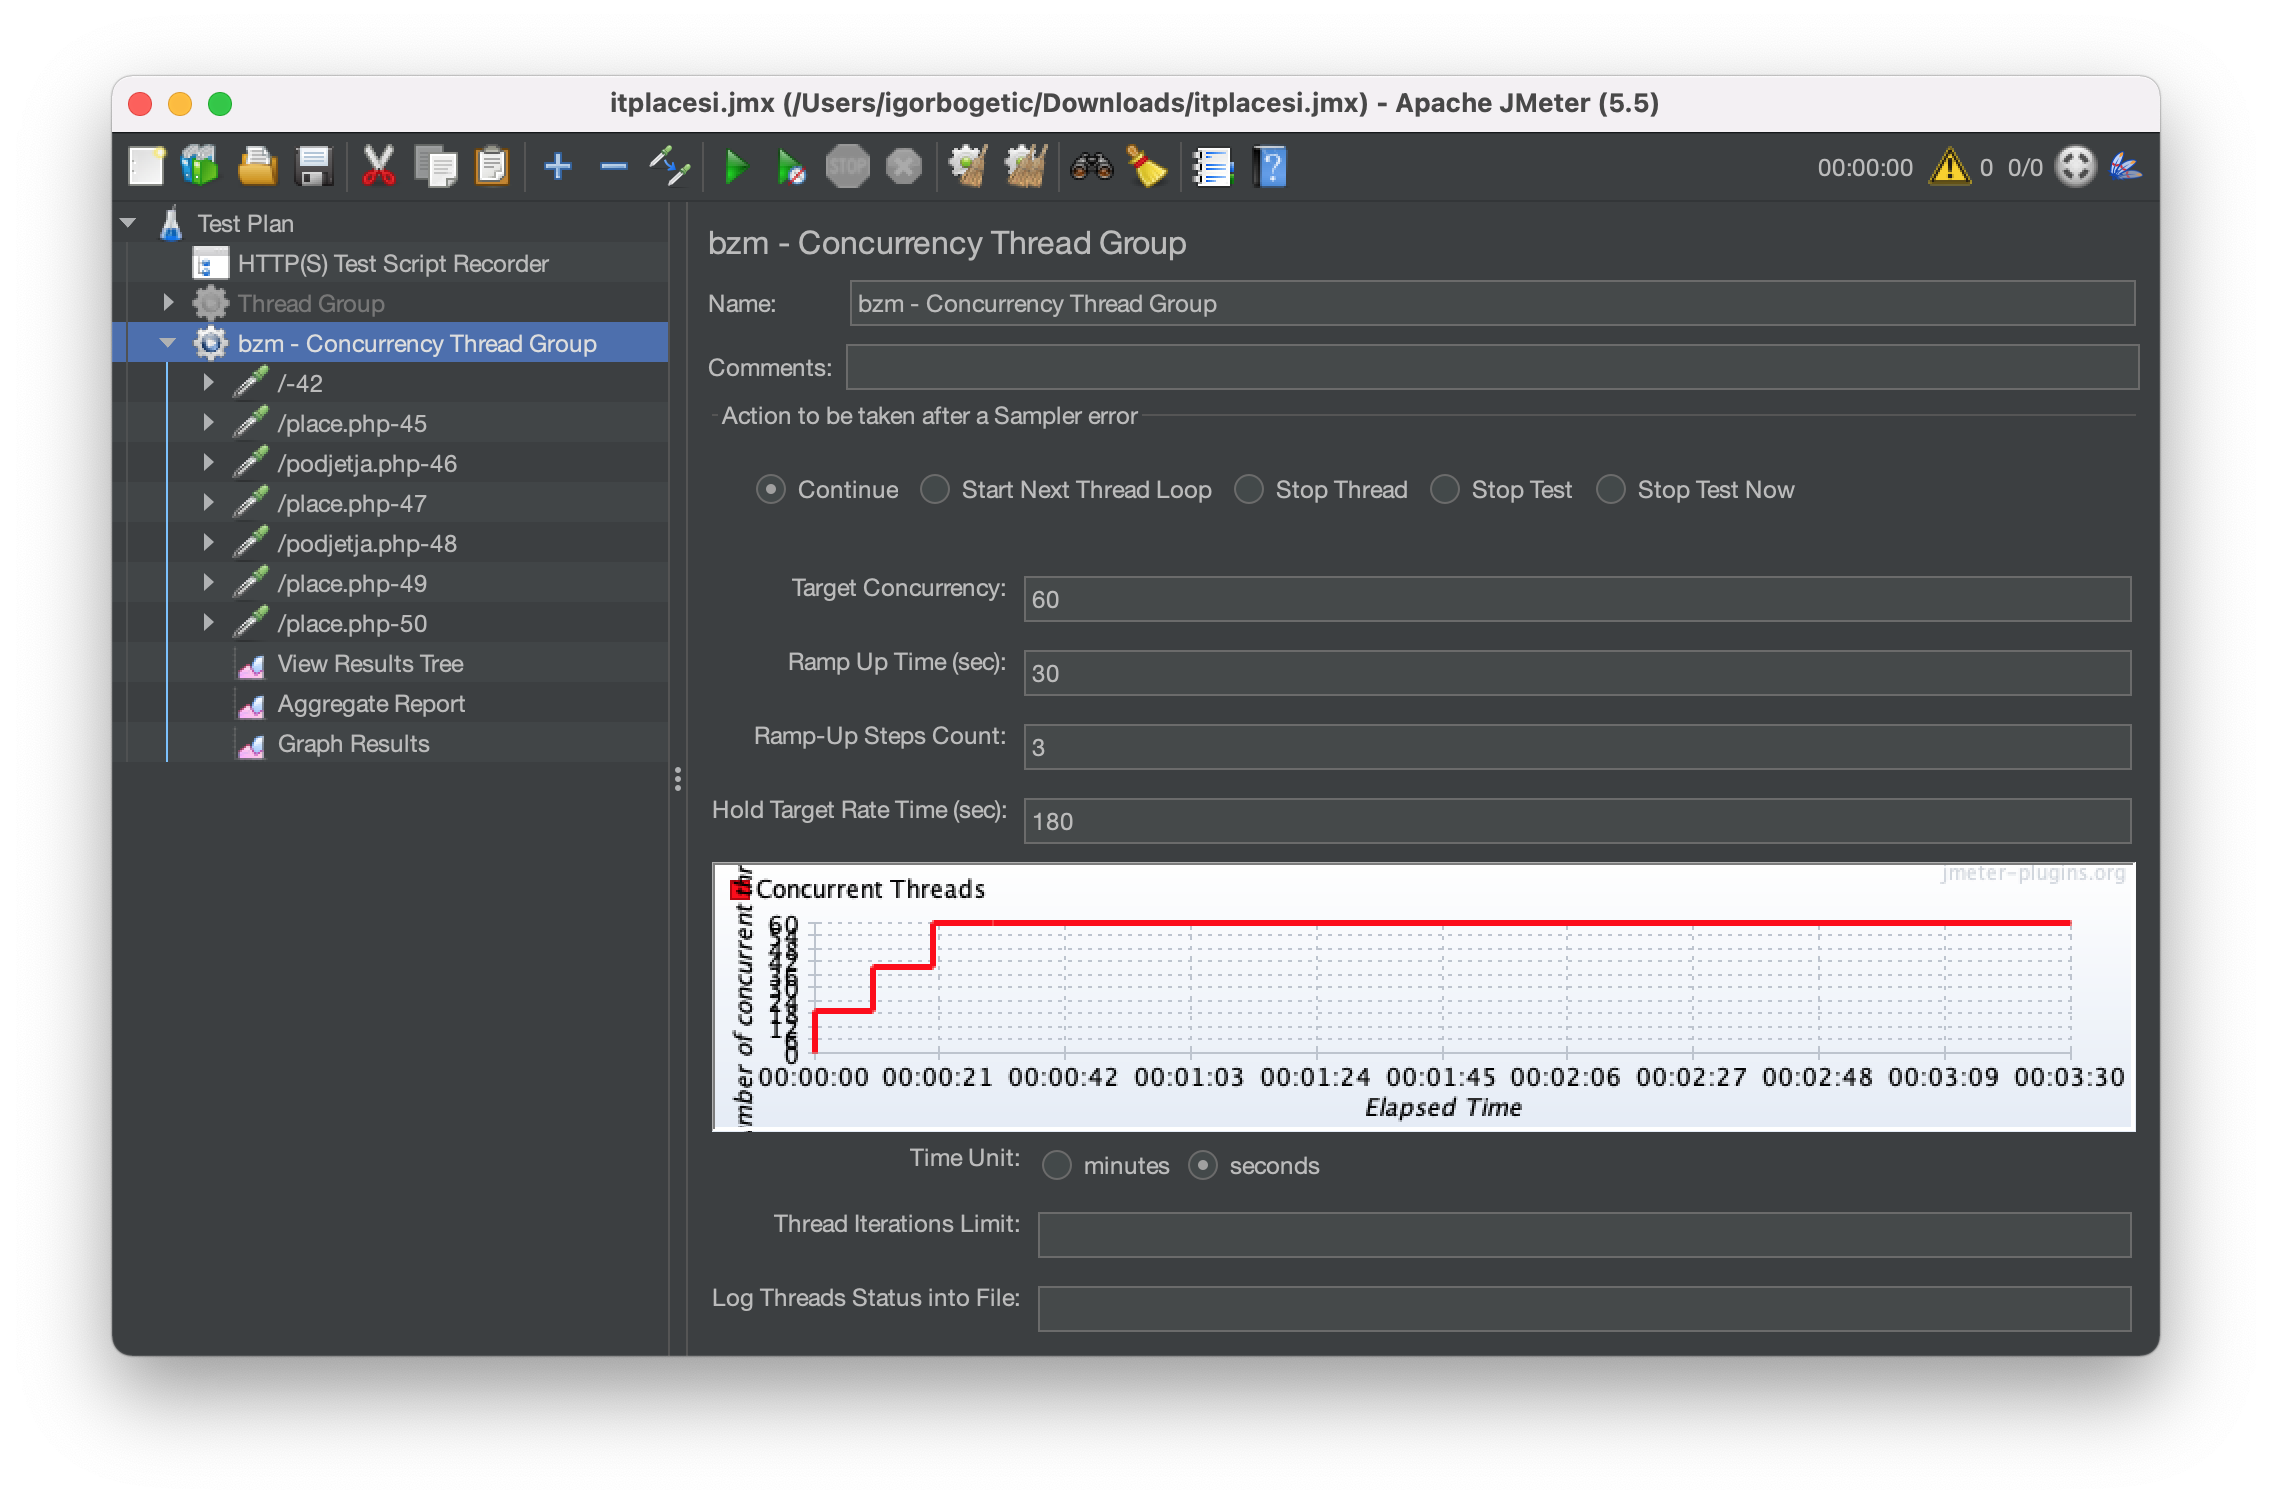 itplacesi.jmx (/Users/igorbogetic/Downloads/itplacesi.jmx) - Apache JMeter (5.5)
STOP
?
00:00:00 0 0/0
Test Plan
HTTP(S) Test Script Recorder
Thread Group
bzm - Concurrency Thread Group
/-42
/place.php-45
/podjetja.php-46
/place.php-47
/podjetja.php-48
/place.php-49
/place.php-50
View Results Tree
Aggregate Report
Graph Results
bzm - Concurrency Thread Group
Name: bzm - Concurrency Thread Group
Comments:
Action to be taken after a Sampler error
Continue Start Next Thread Loop Stop Thread Stop Test Stop Test Now
Target Concurrency: 60
Ramp Up Time (sec): 30
Ramp-Up Steps Count: 3
Hold Target Rate Time (sec): 180
jmeter-plugins.org
Concurrent Threads
mber of concurrent thr
60
12
6
0
00:00:00 00:00:21 00:00:42 00:01:03 00:01:24 00:01:45 00:02:06 00:02:27 00:02:48 00:03:09 00:03:30
Elapsed Time
Time Unit: minutes seconds
Thread Iterations Limit:
Log Threads Status into File: